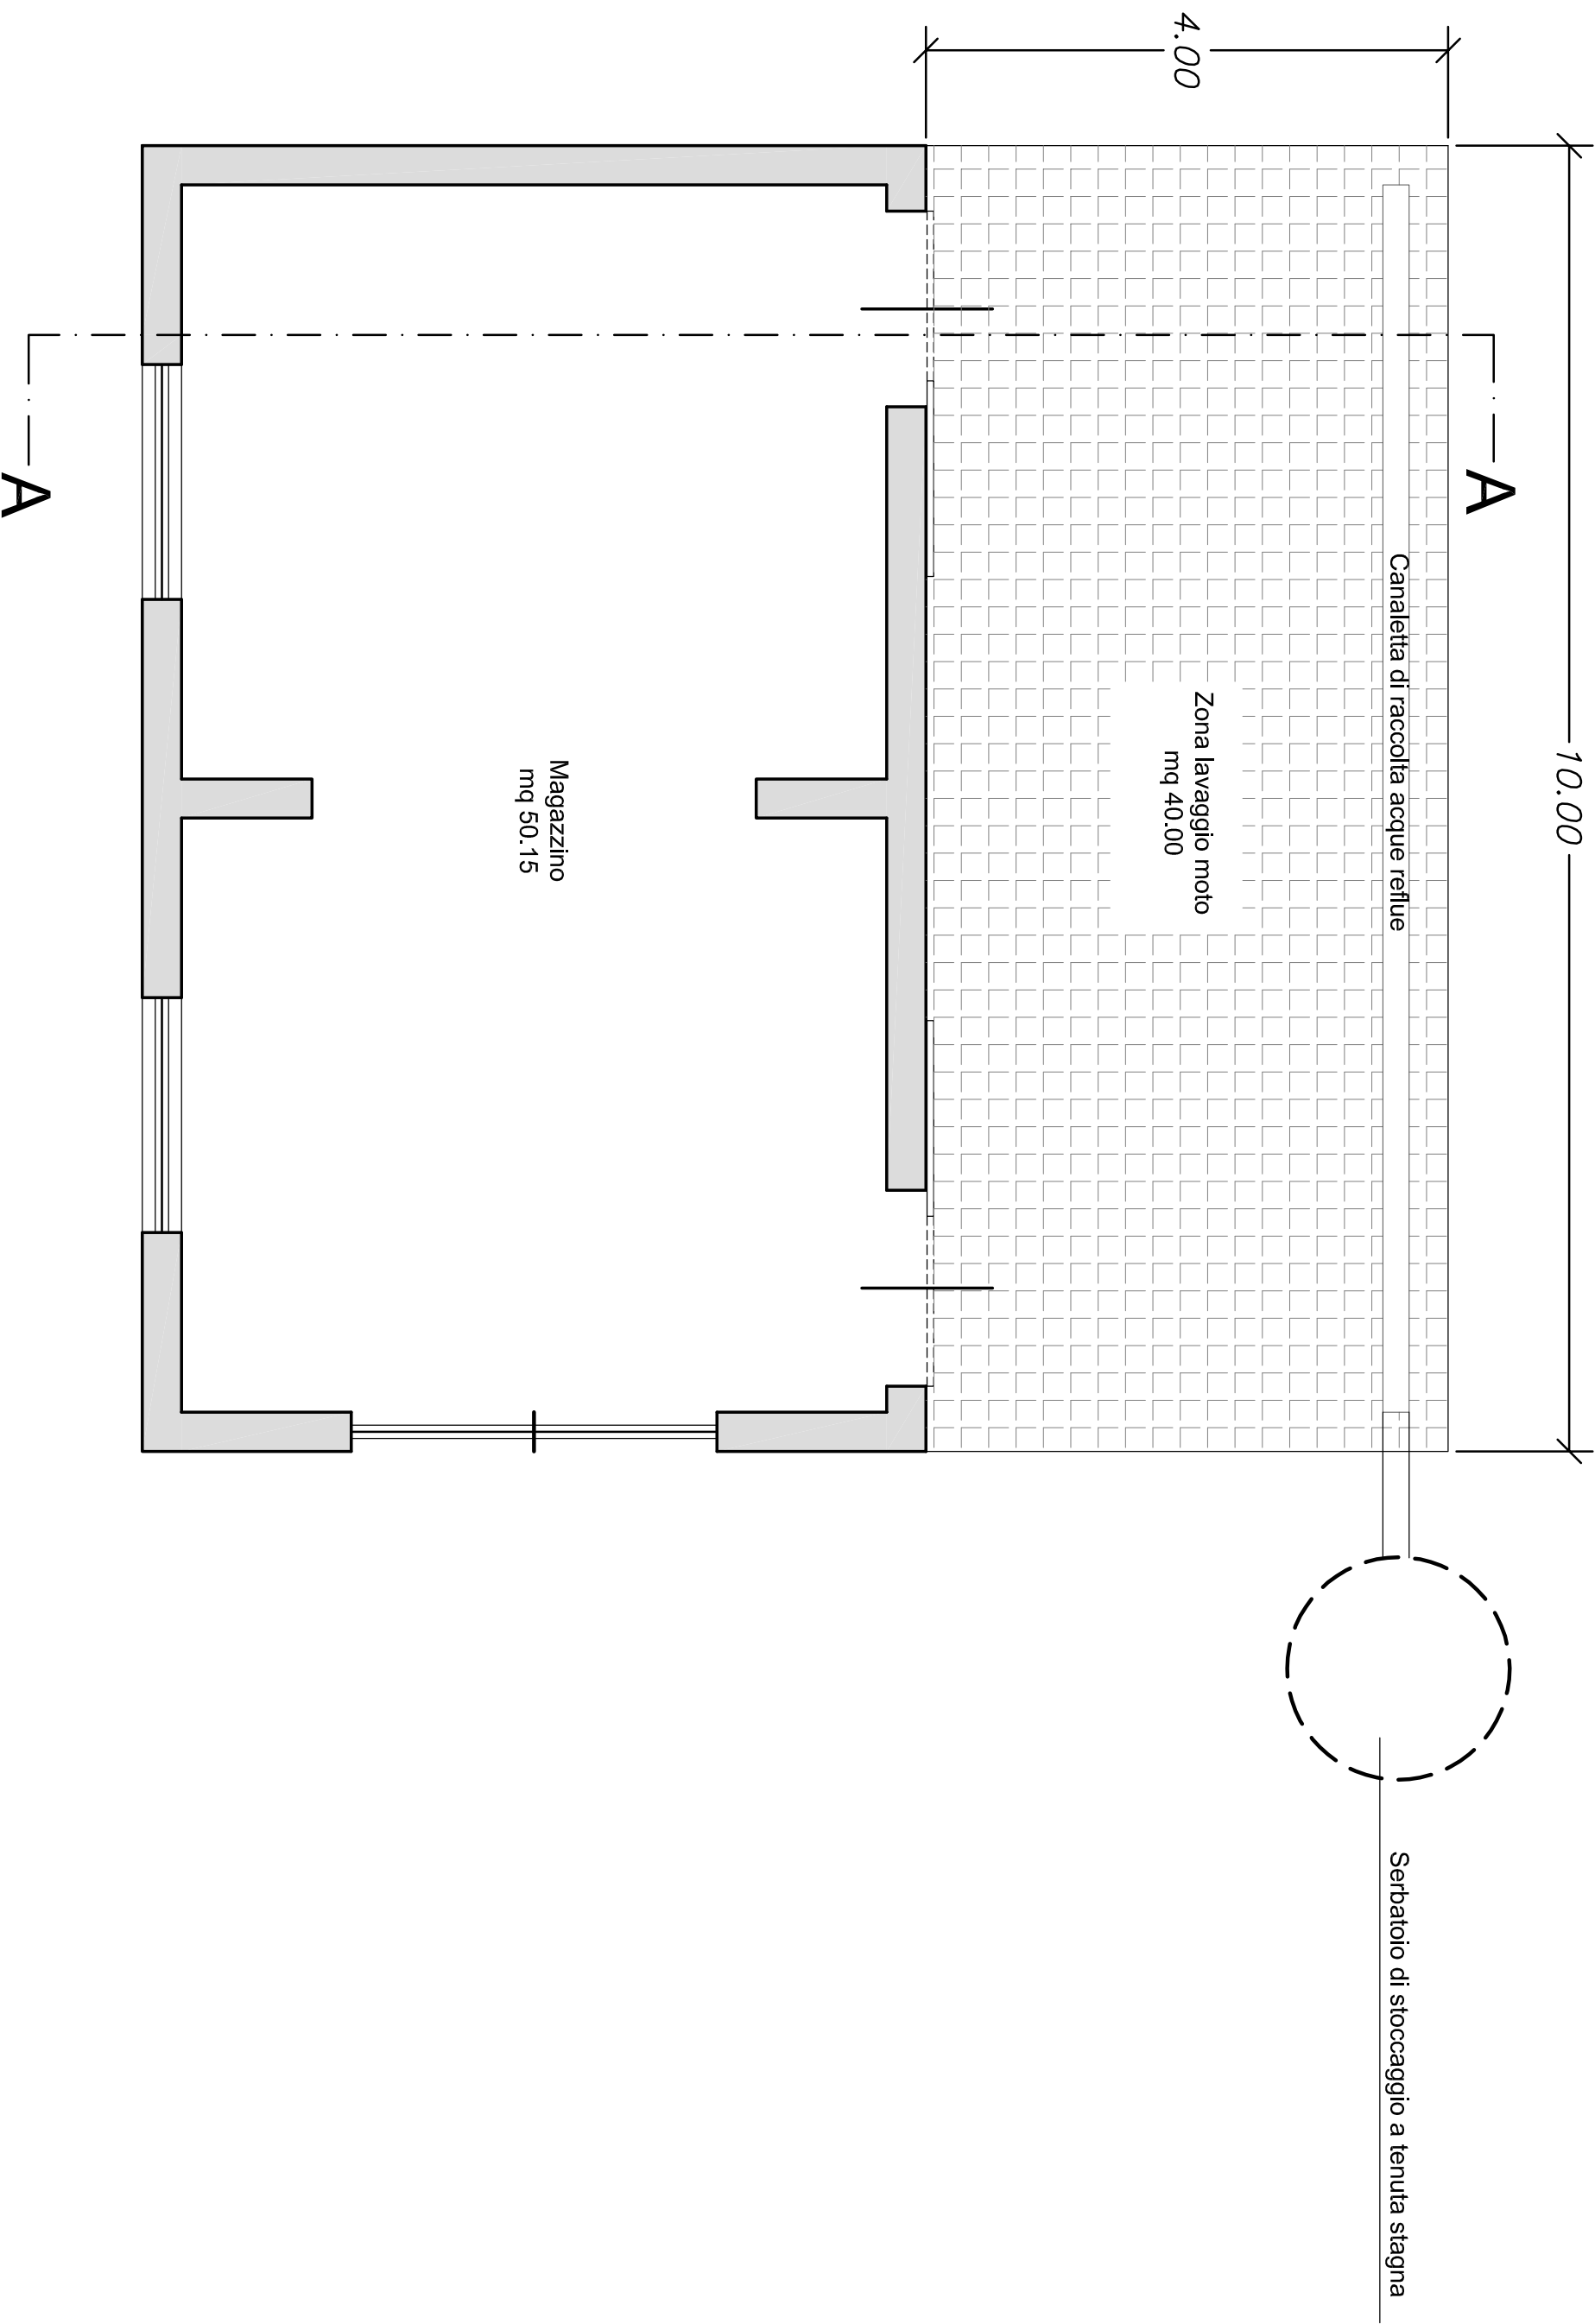 10.00
4.00
A
Canaletta di raccolta acque reflue
Serbatoio di stoccaggio a tenuta stagna
Zona lavaggio moto
mq 40.00
Magazzino
mq 50.15
A